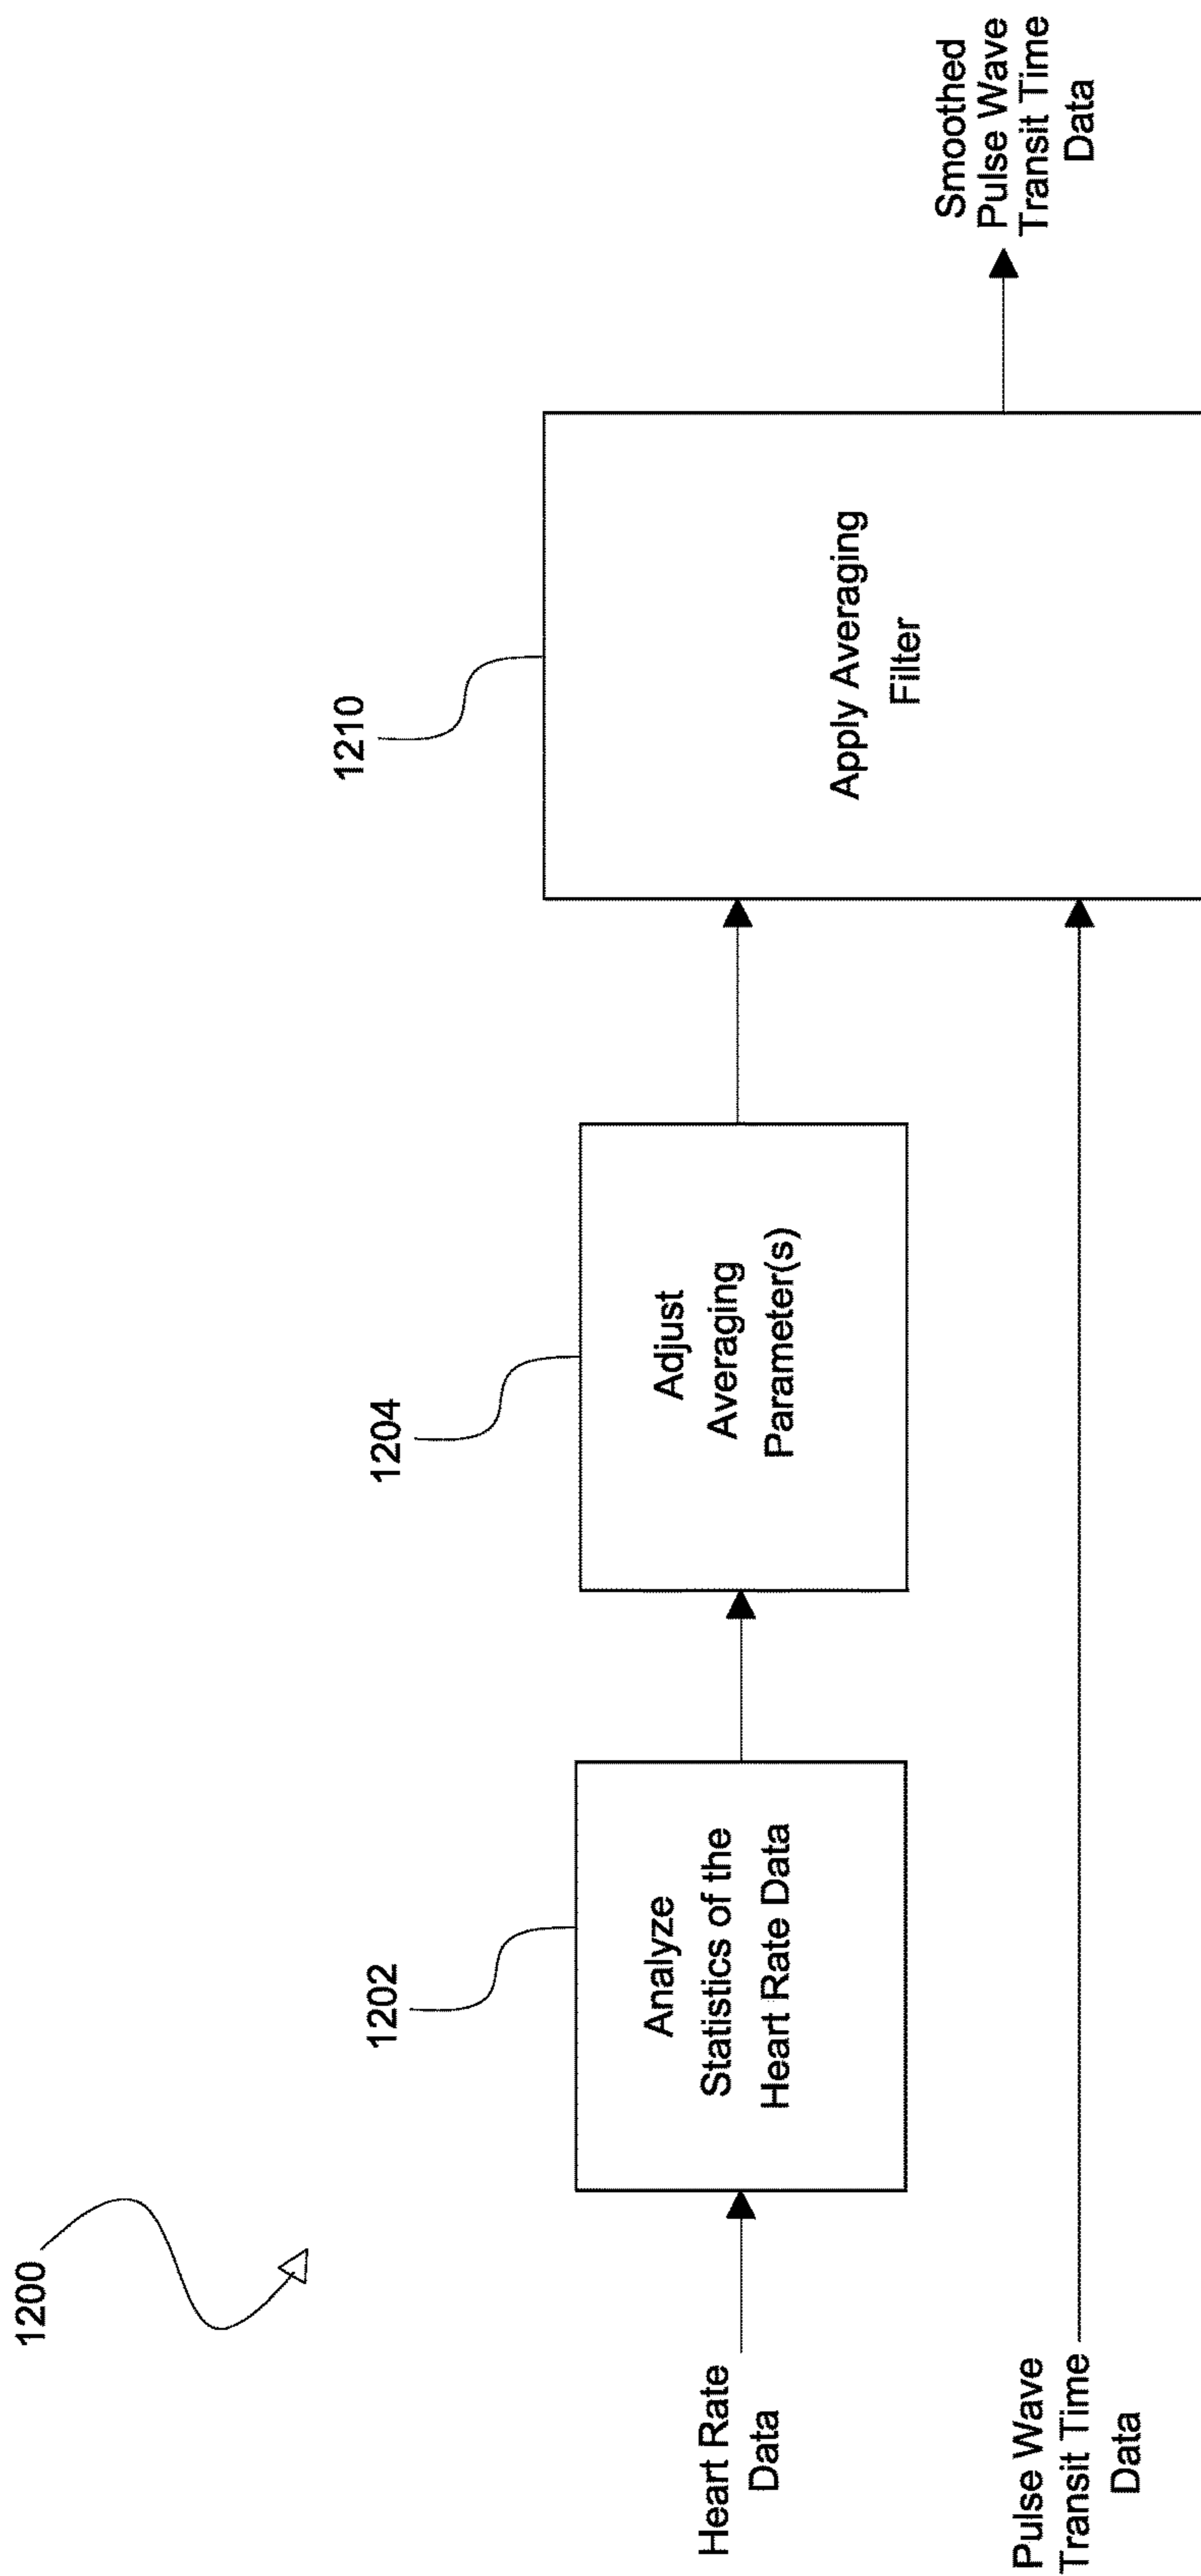 1200
Heart Rate
Data
1202
Analyze
Statistics of the
Heart Rate Data
1204
Adjust
Averaging
Parameter(s)
1210
Apply Averaging
Filter
Pulse Wave
Transit Time
Data
Smoothed
Pulse Wave
Transit Time
Data